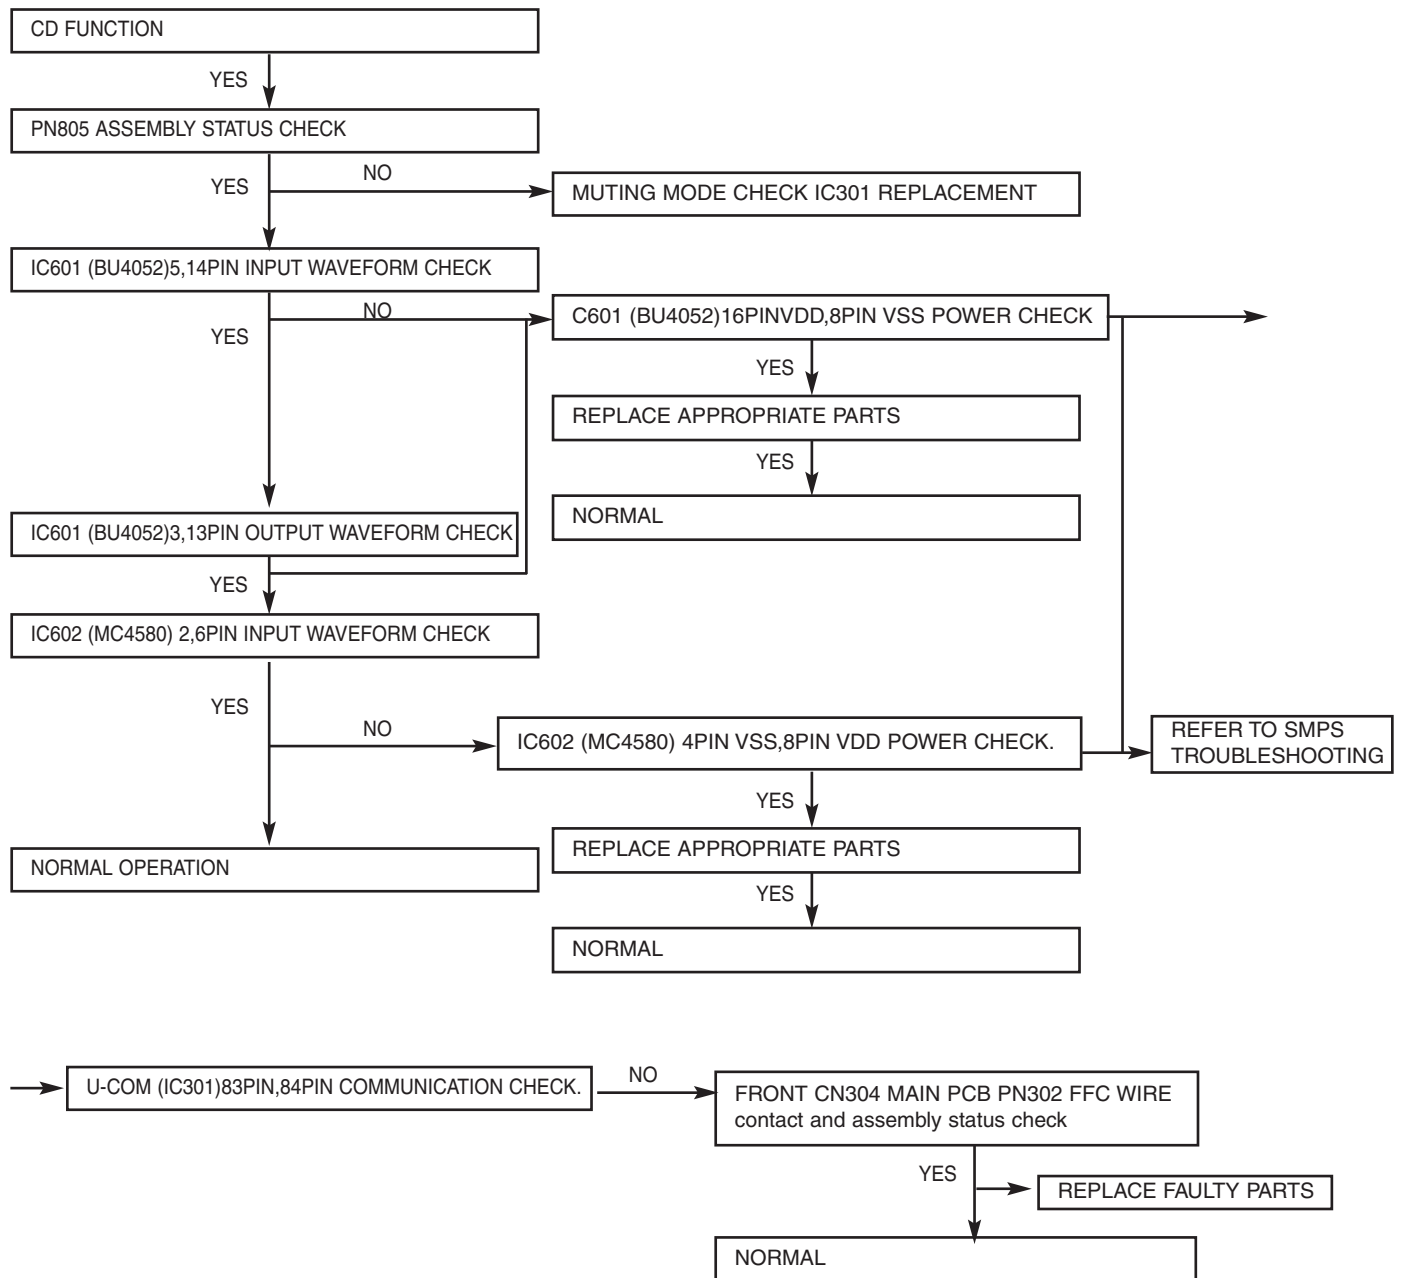 CD FUNCTION
YES
PN805 ASSEMBLY STATUS CHECK
YES
NO
MUTING MODE CHECK IC301 REPLACEMENT
IC601 (BU4052)5,14PIN INPUT WAVEFORM CHECK
NO
YES
C601 (BU4052)16PINVDD,8PIN VSS POWER CHECK
YES
REPLACE APPROPRIATE PARTS
YES
NORMAL
IC601 (BU4052)3,13PIN OUTPUT WAVEFORM CHECK
YES
IC602 (MC4580) 2,6PIN INPUT WAVEFORM CHECK
YES
NO
IC602 (MC4580) 4PIN VSS,8PIN VDD POWER CHECK.
REFER TO SMPS
TROUBLESHOOTING
YES
REPLACE APPROPRIATE PARTS
YES
NORMAL
NORMAL OPERATION
U-COM (IC301)83PIN,84PIN COMMUNICATION CHECK.
NO
FRONT CN304 MAIN PCB PN302 FFC WIRE
contact and assembly status check
YES
REPLACE FAULTY PARTS
NORMAL